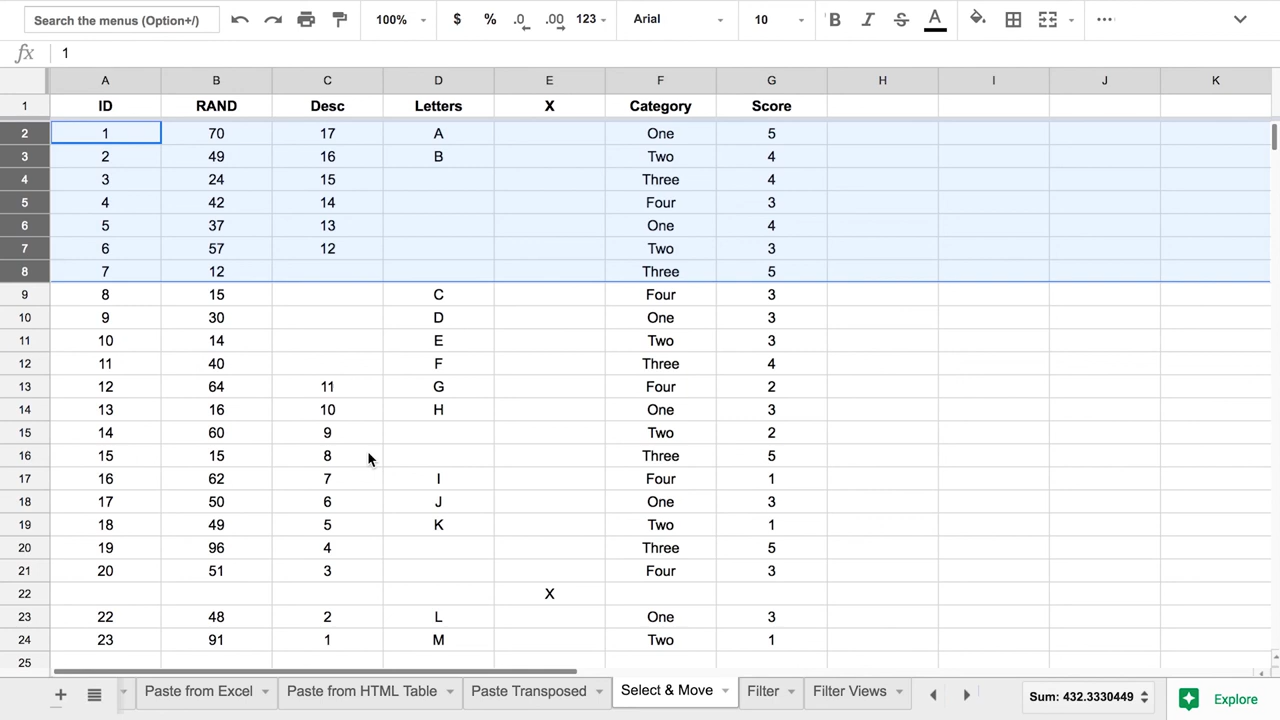 Search the menus (Option+/) 100% $ % .0 .00 123 Arial 10 B I S A
fx 1
A B C D E F G H I J K
1 ID RAND Desc Letters X Category Score
2 1 70 17 A One 5
3 2 49 16 B Two 4
4 3 24 15 Three 4
5 4 42 14 Four 3
6 5 37 13 One 4
7 6 57 12 Two 3
8 7 12 Three 5
9 8 15 C Four 3
10 9 30 D One 3
11 10 14 E Two 3
12 11 40 F Three 4
13 12 64 11 G Four 2
14 13 16 10 H One 3
15 14 60 9 Two 2
16 15 15 8 Three 5
17 16 62 7 I Four 1
18 17 50 6 J One 3
19 18 49 5 K Two 1
20 19 96 4 Three 5
21 20 51 3 Four 3
22 X
23 22 48 2 L One 3
24 23 91 1 M Two 1
25
Paste from Excel Paste from HTML Table Paste Transposed Select & Move Filter Filter Views Sum: 432.3330449 Explore